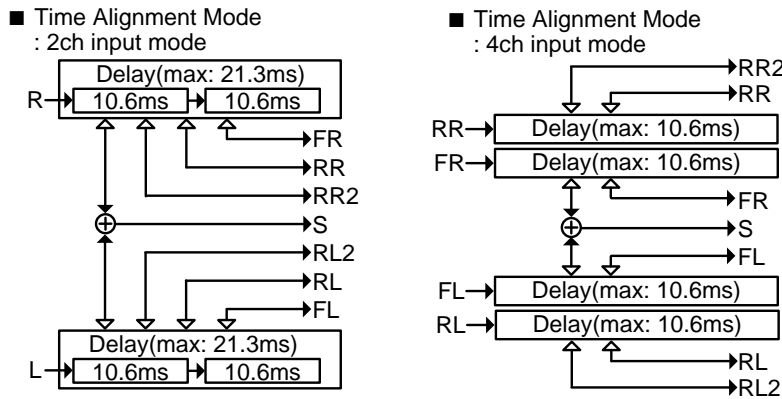 ■ Time Alignment Mode
: 2ch input mode
Delay(max: 21.3ms)
R
10.6ms
10.6ms
FR
RR
RR2
S
RL2
RL
FL
Delay(max: 21.3ms)
L
10.6ms
10.6ms
■ Time Alignment Mode
: 4ch input mode
RR2
RR
RR
Delay(max: 10.6ms)
FR
Delay(max: 10.6ms)
FR
S
FL
FL
Delay(max: 10.6ms)
RL
Delay(max: 10.6ms)
RL
RL2